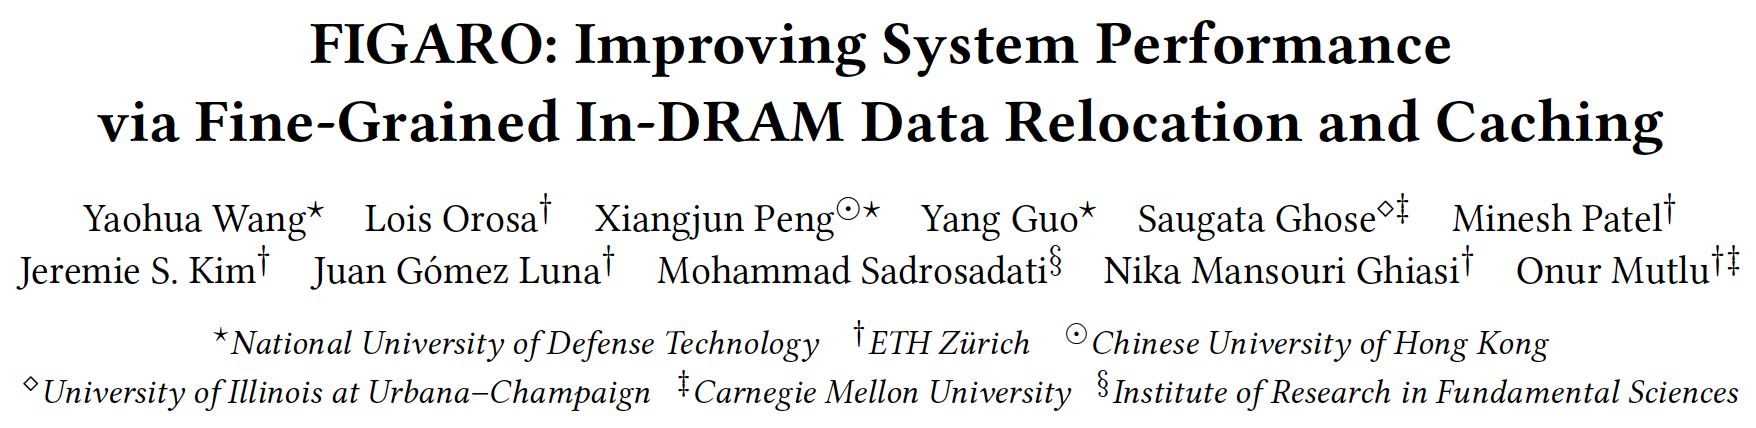 FIGARO: Improving System Performance
via Fine-Grained In-DRAM Data Relocation and Caching
Yaohua Wang⋆ Lois Orosa† Xiangjun Peng⊙⋆ Yang Guo⋆ Saugata Ghose⋄‡ Minesh Patel†
Jeremie S. Kim† Juan Gómez Luna† Mohammad Sadrosadati§ Nika Mansouri Ghiasi† Onur Mutlu†‡
⋆National University of Defense Technology †ETH Zürich ⊙Chinese University of Hong Kong
⋄University of Illinois at Urbana–Champaign ‡Carnegie Mellon University §Institute of Research in Fundamental Sciences